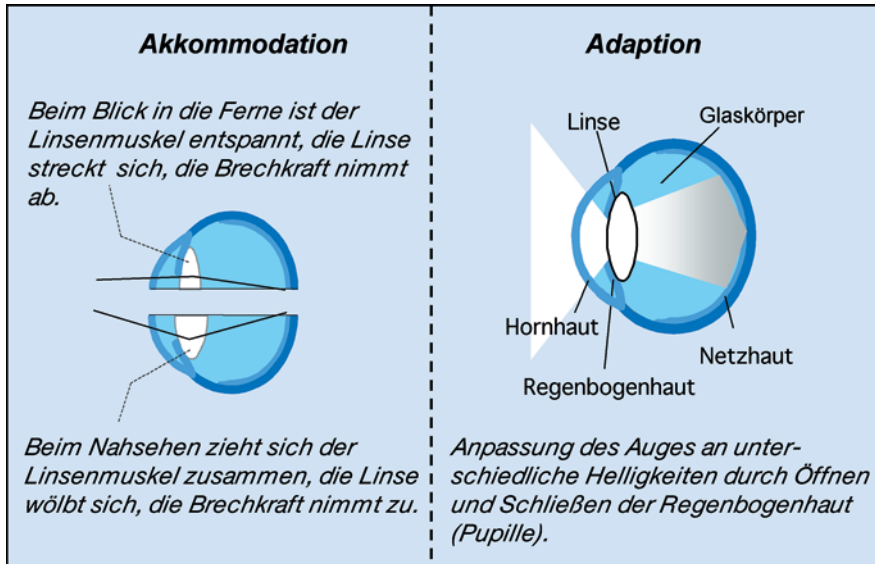 Akkommodation
Beim Blick in die Ferne ist der
Linsenmuskel entspannt, die Linse
streckt sich, die Brechkraft nimmt
ab.
Beim Nahsehen zieht sich der
Linsenmuskel zusammen, die Linse
wölbt sich, die Brechkraft nimmt zu.
Adaption
Linse
Glaskörper
Hornhaut
Netzhaut
Regenbogenhaut
Anpassung des Auges an unter-
schiedliche Helligkeiten durch Öffnen
und Schließen der Regenbogenhaut
(Pupille).